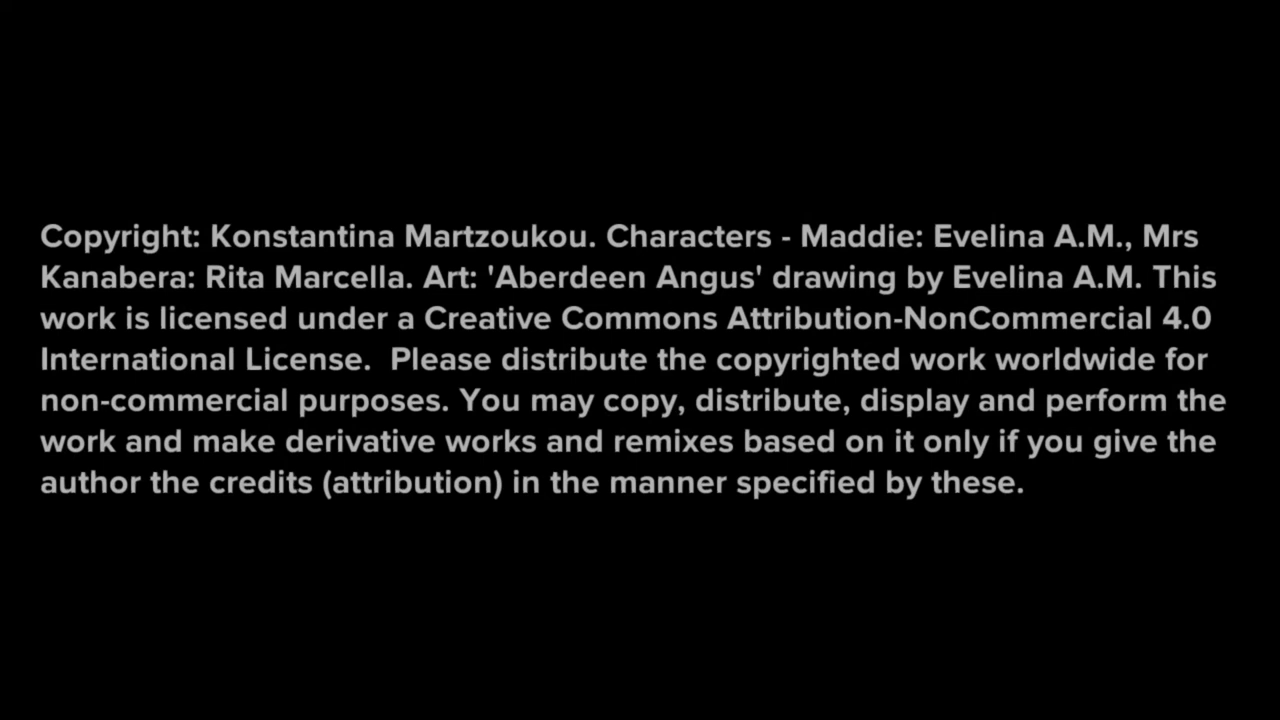 Copyright: Konstantina Martzoukou. Characters - Maddie: Evelina A.M., Mrs
Kanabera: Rita Marcella. Art: 'Aberdeen Angus' drawing by Evelina A.M. This
work is licensed under a Creative Commons Attribution-NonCommercial 4.0
International License.  Please distribute the copyrighted work worldwide for
non-commercial purposes. You may copy, distribute, display and perform the
work and make derivative works and remixes based on it only if you give the
author the credits (attribution) in the manner specified by these.